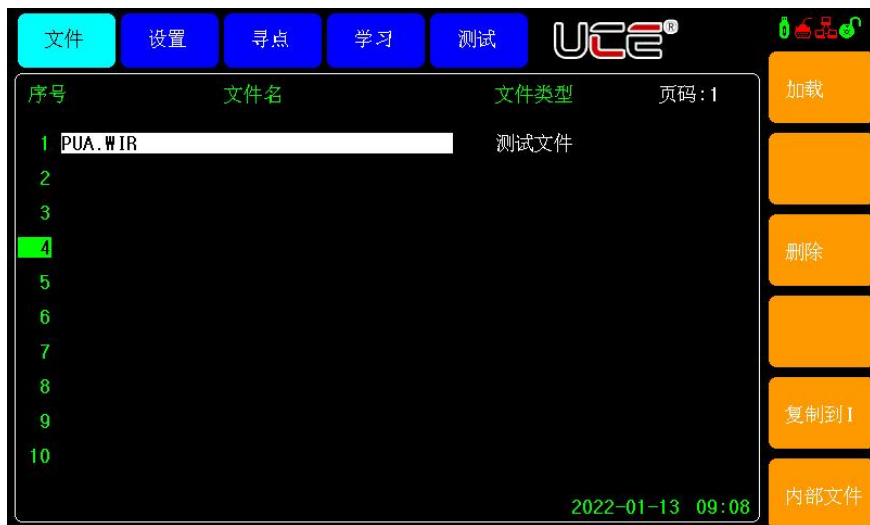 文件 设置 寻点 学习 测试 UCE®
序号 文件名 文件类型 页码:1
1 PUA.WIR 测试文件
2
3
4
5
6
7
8
9
10
2022-01-13 09:08
加载
删除
复制到I
内部文件